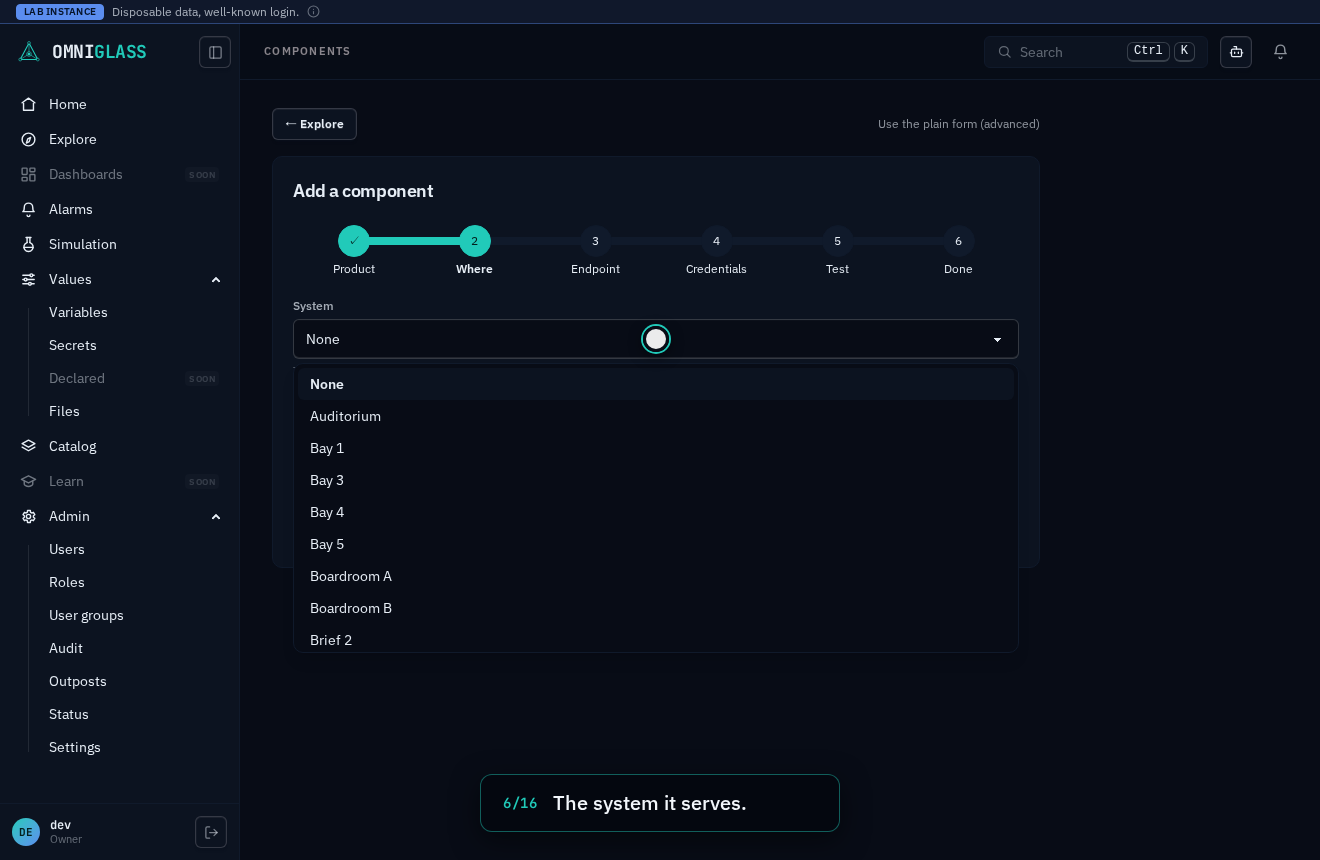 LAB INSTANCE Disposable data, well-known login.
OMNIGLASS
COMPONENTS
Search Ctrl K
Home
Explore
Dashboards SOON
Alarms
Simulation
Values
Variables
Secrets
Declared SOON
Files
Catalog
Learn SOON
Admin
Users
Roles
User groups
Audit
Outposts
Status
Settings
DE dev
Owner
← Explore
Use the plain form (advanced)
Add a component
✓ 2 3 4 5 6
Product Where Endpoint Credentials Test Done
System
None
None
Auditorium
Bay 1
Bay 3
Bay 4
Bay 5
Boardroom A
Boardroom B
Brief 2
6/16 The system it serves.